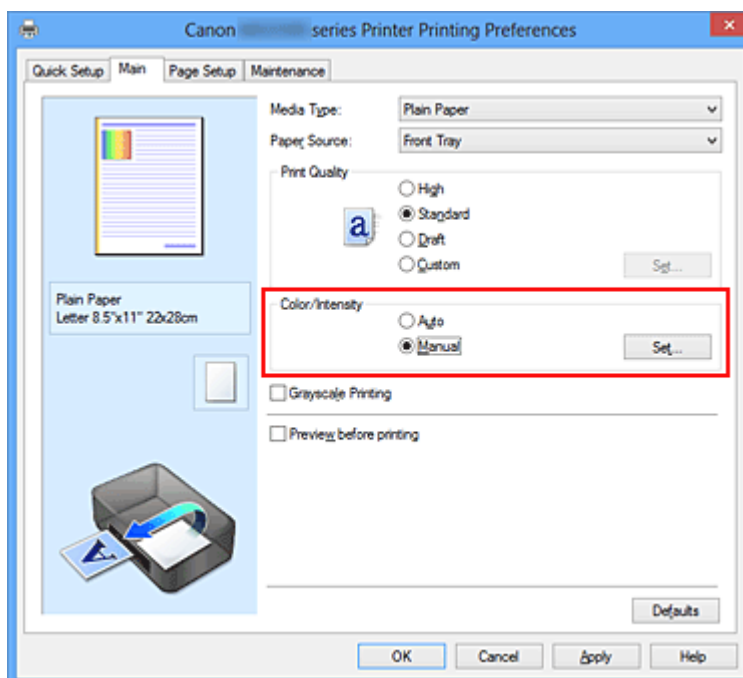 Canon series Printer Printing Preferences
Quick Setup Main Page Setup Maintenance
Media Type: Plain Paper
Paper Source: Front Tray
Print Quality
High
a Standard
Draft
Custom Set...
Plain Paper
Letter 8.5"x11" 22x28cm
Color/Intensity
Auto
Manual Set...
Grayscale Printing
Preview before printing
A
Defaults
OK Cancel Apply Help